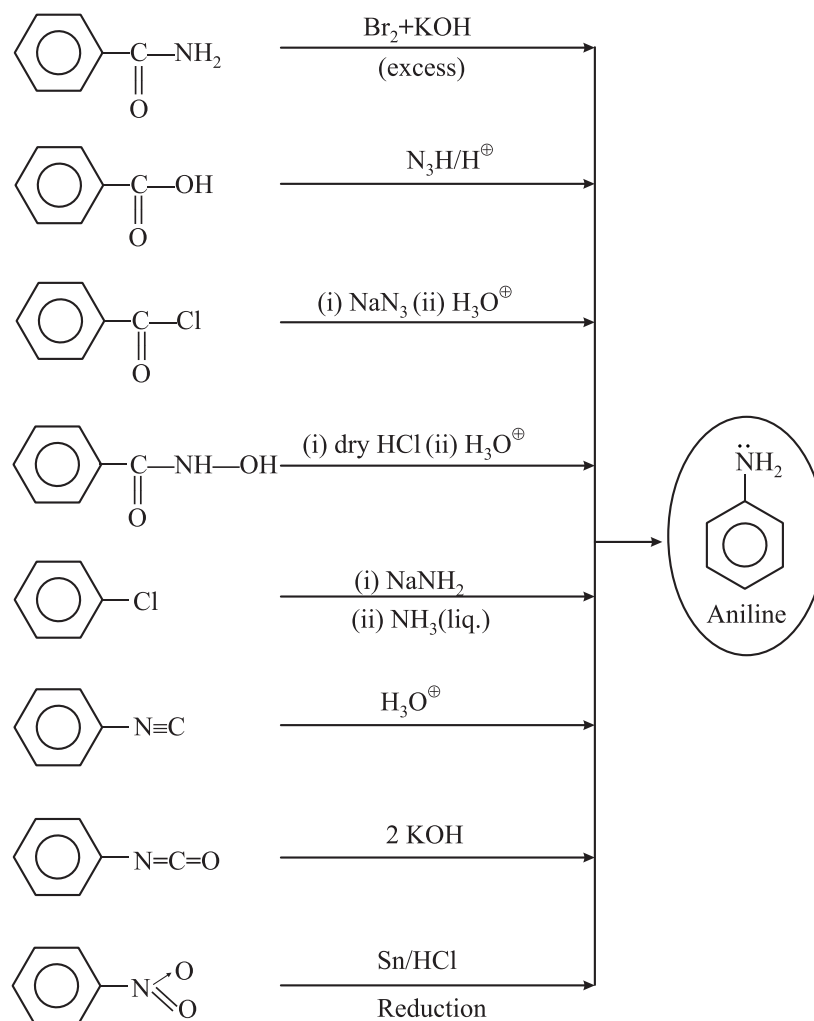 C—NH₂
O
Br₂+KOH
(excess)
C—OH
O
N₃H/H⊕
C—Cl
O
(i) NaN₃ (ii) H₃O⊕
C—NH—OH
O
(i) dry HCl (ii) H₃O⊕
N̈H₂
Aniline
Cl
(i) NaNH₂
(ii) NH₃(liq.)
N≡C
H₃O⊕
N=C=O
2 KOH
N
O
O
Sn/HCl
Reduction